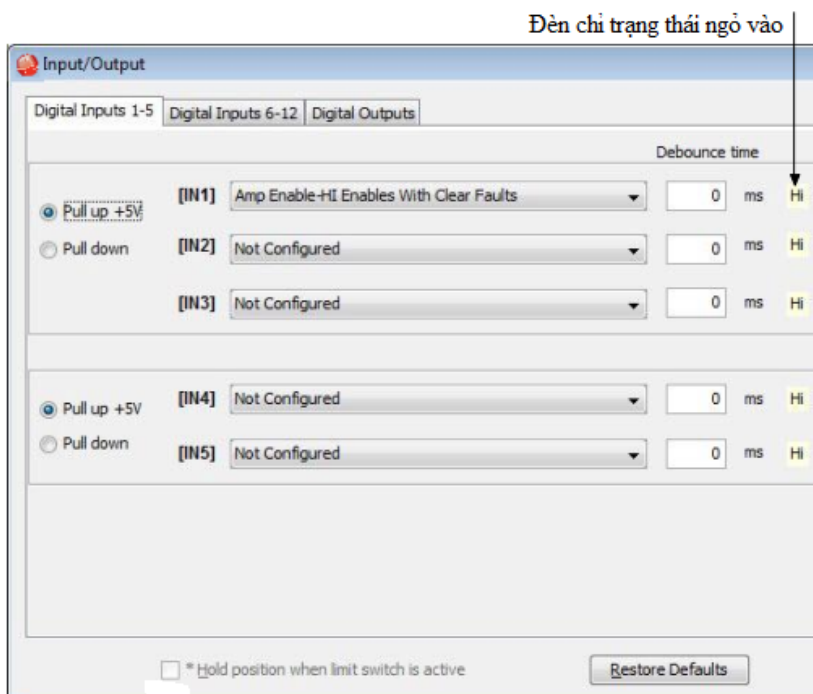 Đèn chỉ trạng thái ngỏ vào
Input/Output
Digital Inputs 1-5 Digital Inputs 6-12 Digital Outputs
Debounce time
[IN1] Amp Enable-HI Enables With Clear Faults 0 ms Hi
Pull up +5V
Pull down [IN2] Not Configured 0 ms Hi
[IN3] Not Configured 0 ms Hi
[IN4] Not Configured 0 ms Hi
Pull up +5V
Pull down
[IN5] Not Configured 0 ms Hi
* Hold position when limit switch is active Restore Defaults